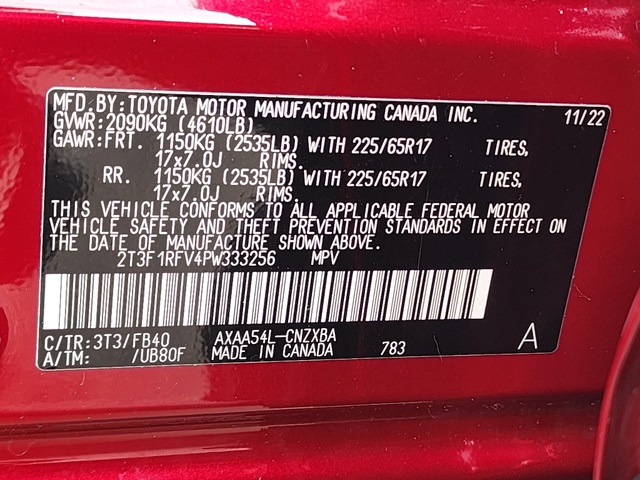 MFD.BY:TOYOTA MOTOR MANUFACTURING CANADA INC. 11/22
GVWR:2090KG (4610LB)
GAWR:FRT. 1150KG (2535LB) WITH 225/65R17 TIRES,
17x7.0J RIMS.
RR. 1150KG (2535LB) WITH 225/65R17 TIRES,
17x7.0J RIMS.
THIS VEHICLE CONFORMS TO ALL APPLICABLE FEDERAL MOTOR
VEHICLE SAFETY AND THEFT PREVENTION STANDARDS IN EFFECT ON
THE DATE OF MANUFACTURE SHOWN ABOVE.
2T3F1RFV4PW333256 MPV
C/TR:3T3/FB40 AXAA54L-CNZXBA
A/TM: /UB80F MADE IN CANADA 783 A